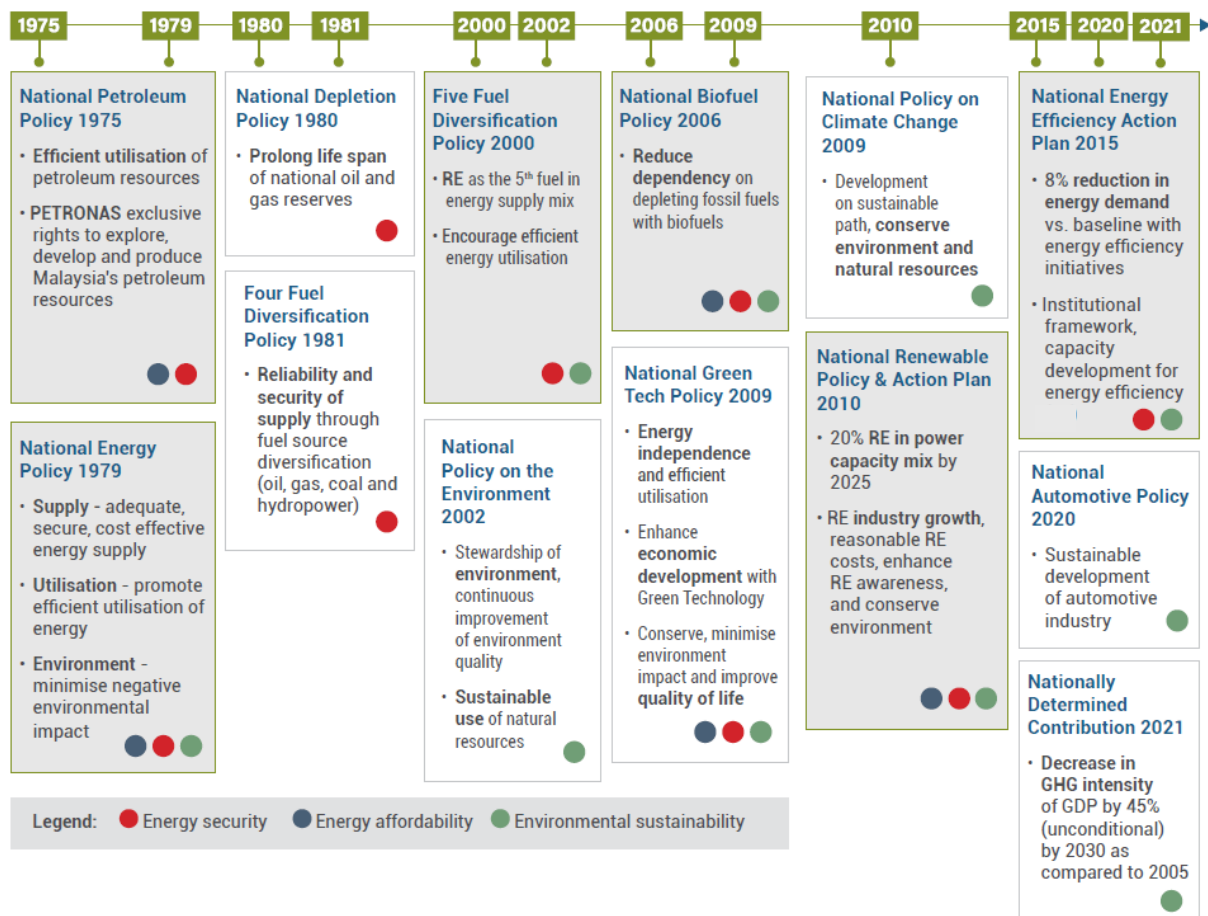 1975
1979
1980
1981
2000
2002
2006
2009
2010
2015
2020
2021
National Petroleum
Policy 1975
• Efficient utilisation of
petroleum resources
• PETRONAS exclusive
rights to explore,
develop and produce
Malaysia's petroleum
resources
National Energy
Policy 1979
• Supply - adequate,
secure, cost effective
energy supply
• Utilisation - promote
efficient utilisation of
energy
• Environment -
minimise negative
environmental
impact
National Depletion
Policy 1980
• Prolong life span
of national oil and
gas reserves
Four Fuel
Diversification
Policy 1981
• Reliability and
security of
supply through
fuel source
diversification
(oil, gas, coal and
hydropower)
Five Fuel
Diversification
Policy 2000
• RE as the 5th fuel in
energy supply mix
• Encourage efficient
energy utilisation
National
Policy on the
Environment
2002
• Stewardship of
environment,
continuous
improvement
of environment
quality
• Sustainable
use of natural
resources
National Biofuel
Policy 2006
• Reduce
dependency on
depleting fossil fuels
with biofuels
National Green
Tech Policy 2009
• Energy
independence
and efficient
utilisation
• Enhance
economic
development with
Green Technology
• Conserve, minimise
environment
impact and improve
quality of life
National Policy on
Climate Change
2009
• Development
on sustainable
path, conserve
environment and
natural resources
National Renewable
Policy & Action Plan
2010
• 20% RE in power
capacity mix by
2025
• RE industry growth,
reasonable RE
costs, enhance
RE awareness,
and conserve
environment
National Energy
Efficiency Action
Plan 2015
• 8% reduction in
energy demand
vs. baseline with
energy efficiency
initiatives
• Institutional
framework,
capacity
development for
energy efficiency
National
Automotive Policy
2020
• Sustainable
development
of automotive
industry
Nationally
Determined
Contribution 2021
• Decrease in
GHG intensity
of GDP by 45%
(unconditional)
by 2030 as
compared to 2005
Legend: Energy security Energy affordability Environmental sustainability